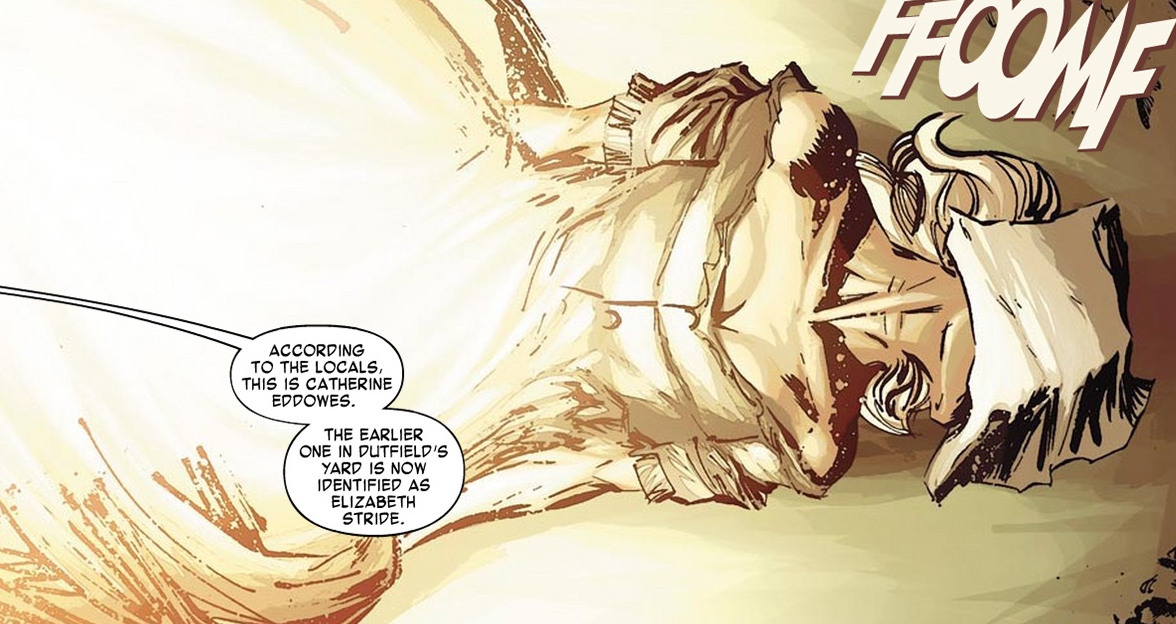 FFOOMF
ACCORDING
TO THE LOCALS,
THIS IS CATHERINE
EDDOWES.
THE EARLIER
ONE IN DUTFIELD'S
YARD IS NOW
IDENTIFIED AS
ELIZABETH
STRIDE.